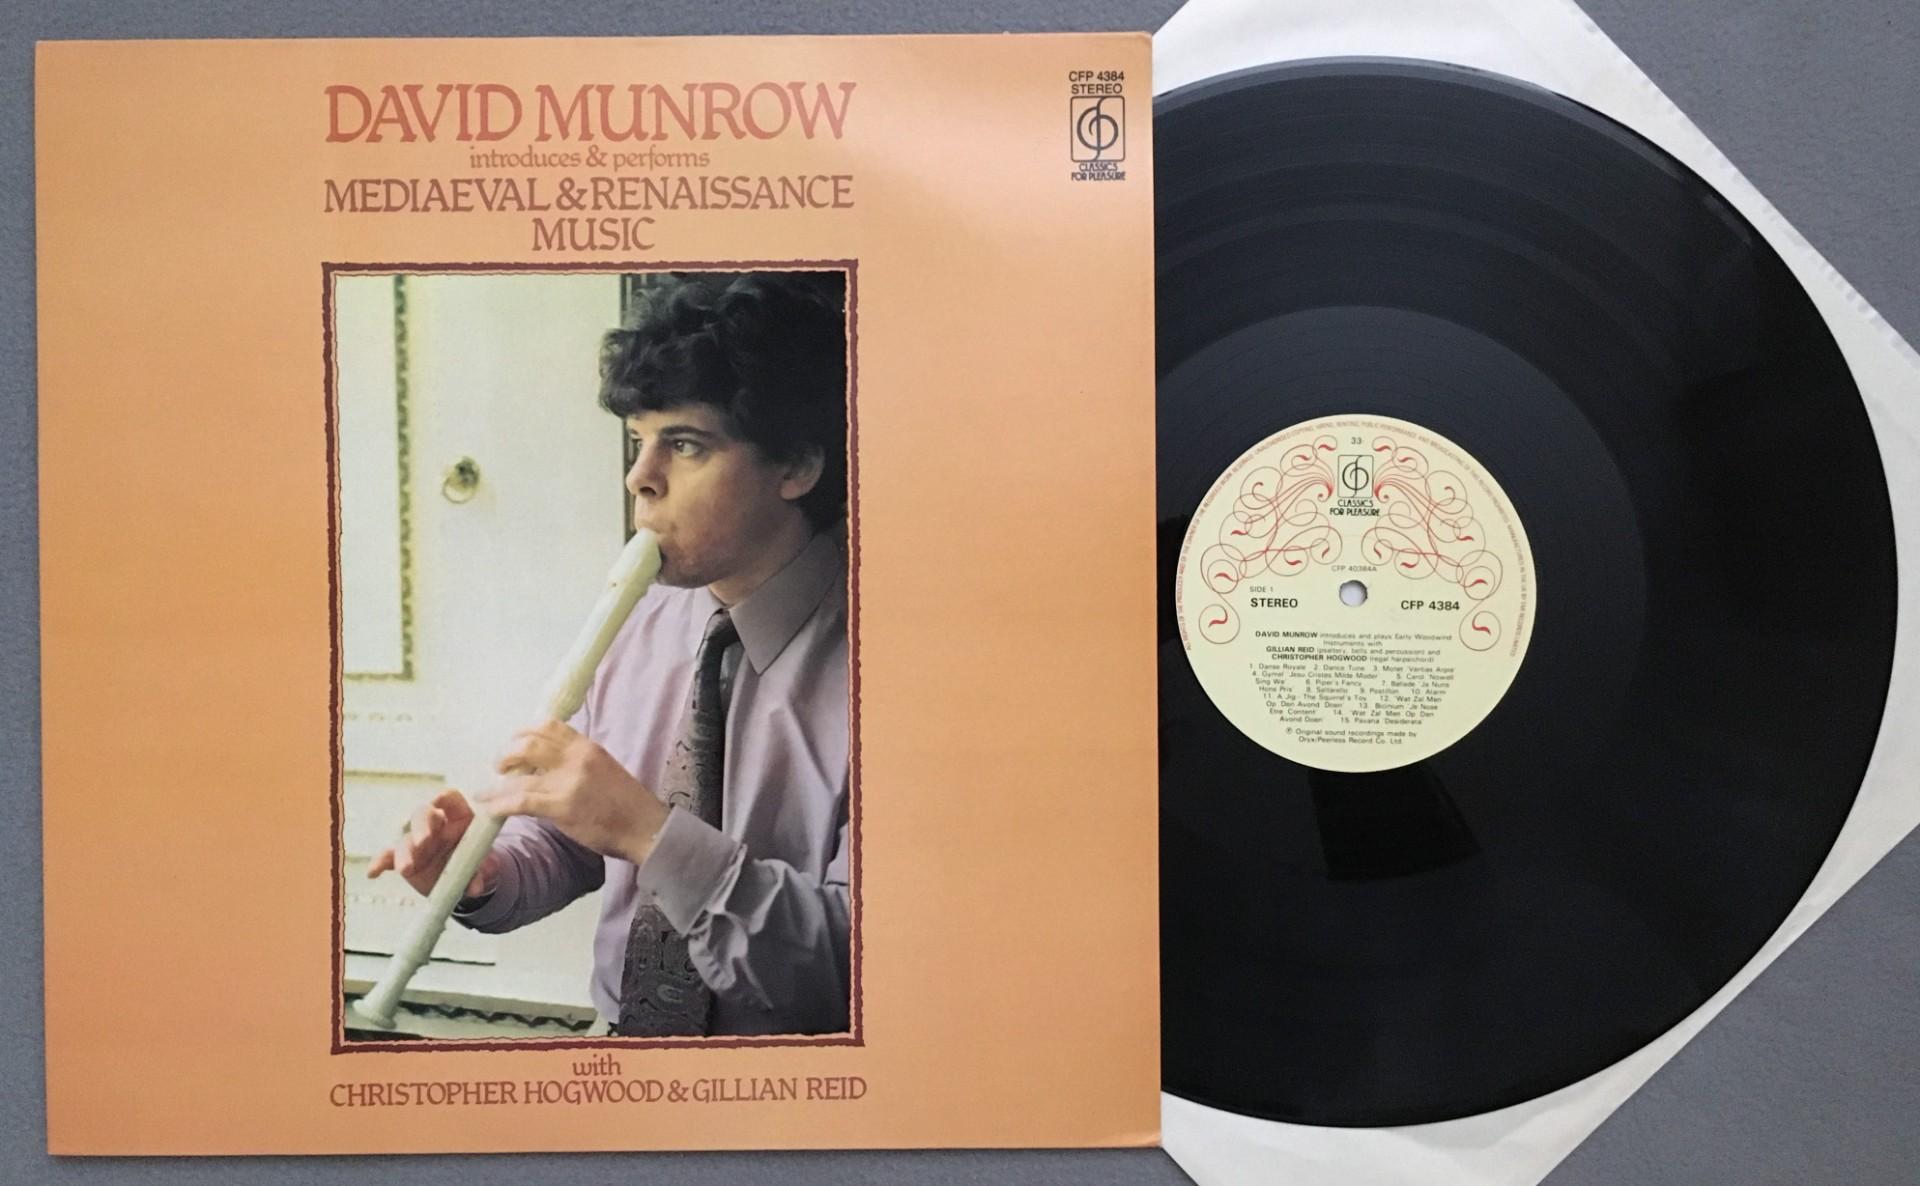 DAVID MUNROW
introduces & performs
MEDIAEVAL & RENAISSANCE
MUSIC
CFP 4384
STEREO
CLASSICS
FOR PLEASURE
with
CHRISTOPHER HOGWOOD & GILLIAN REID
33
CLASSICS
FOR PLEASURE
CFP 40384A
SIDE 1
STEREO
CFP 4384
DAVID MUNROW introduces and plays Early Woodwind
Instruments with
GILLIAN REID (psaltery, bells and percussion) and
CHRISTOPHER HOGWOOD (regal harpsichord)
1. Danse Royale 2. Dance Tune 3. Motet 'Veritas Arpie'
4. Gymel 'Jesu Cristes Milde Moder' 5. Carol 'Nowell
Sing We' 6. Piper's Fancy 7. Ballade 'Je Nuns
Hons Pris' 8. Saltarello 9. Postillon 10. Alarm
11. A Jig - The Squirrel's Toy 12. 'Wat Zal Men
Op Den Avond Doen' 13. Bicinium 'Je Nose
Etre Content' 14. 'Wat Zal Men Op Den
Avond Doen' 15. Pavana 'Desiderata'
℗ Original sound recordings made by
Oryx/Peerless Record Co. Ltd.